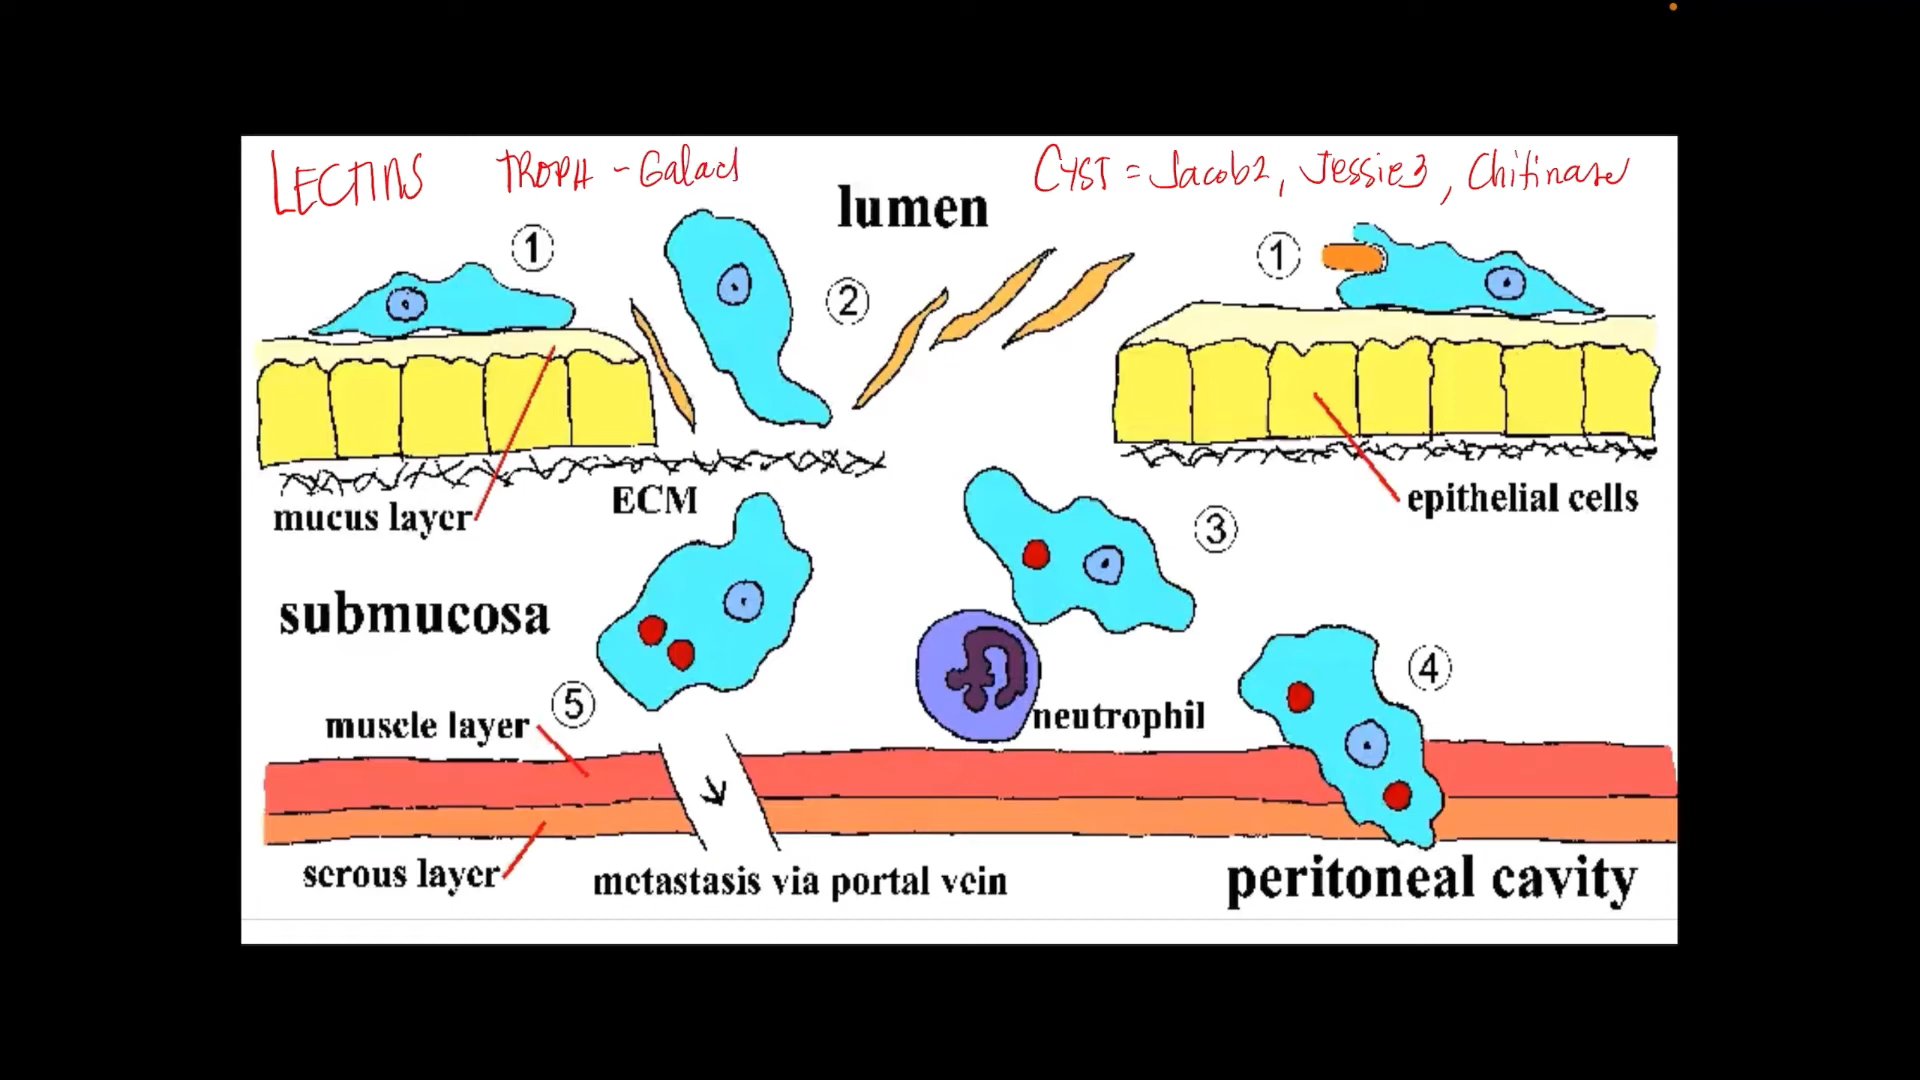 LECTINS TROPH - Galact CYST = Jacob2, Jessie3, Chitinase
lumen
1
1
2
mucus layer
ECM
epithelial cells
3
submucosa
4
5
muscle layer
neutrophil
serous layer
metastasis via portal vein
peritoneal cavity